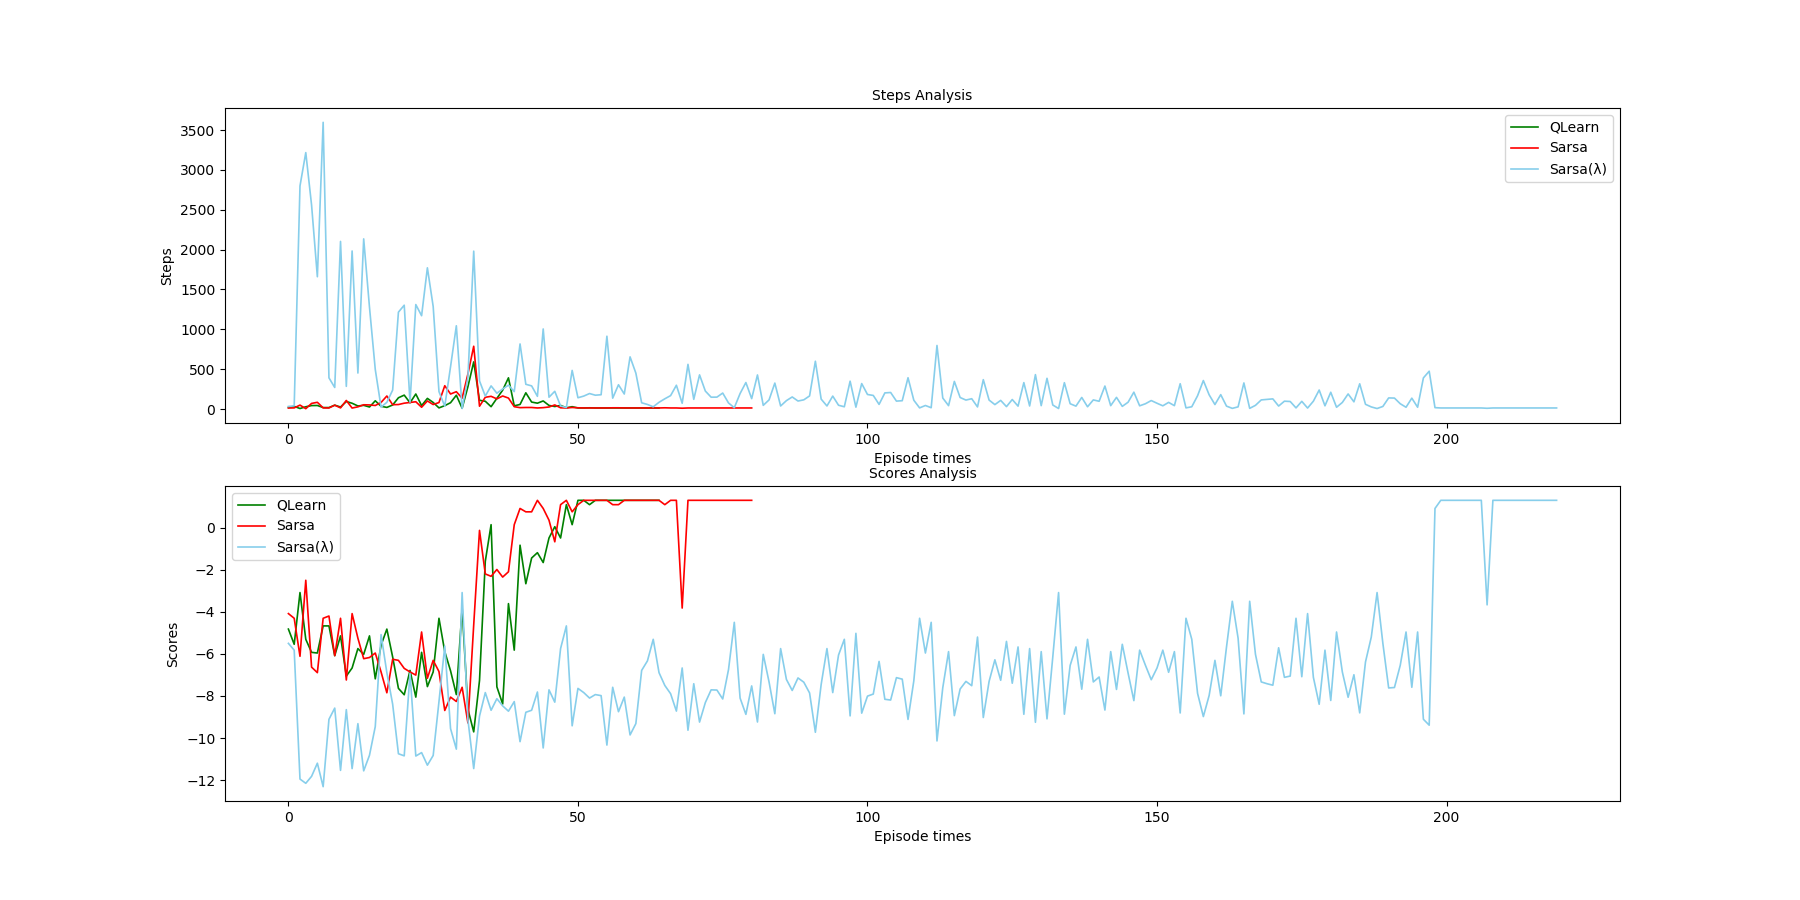 Steps Analysis
3500
3000
2500
2000
1500
1000
500
0
Steps
QLearn
Sarsa
Sarsa(λ)
0 50 100 150 200
Episode times
Scores Analysis
0
−2
−4
−6
−8
−10
−12
Scores
QLearn
Sarsa
Sarsa(λ)
0 50 100 150 200
Episode times